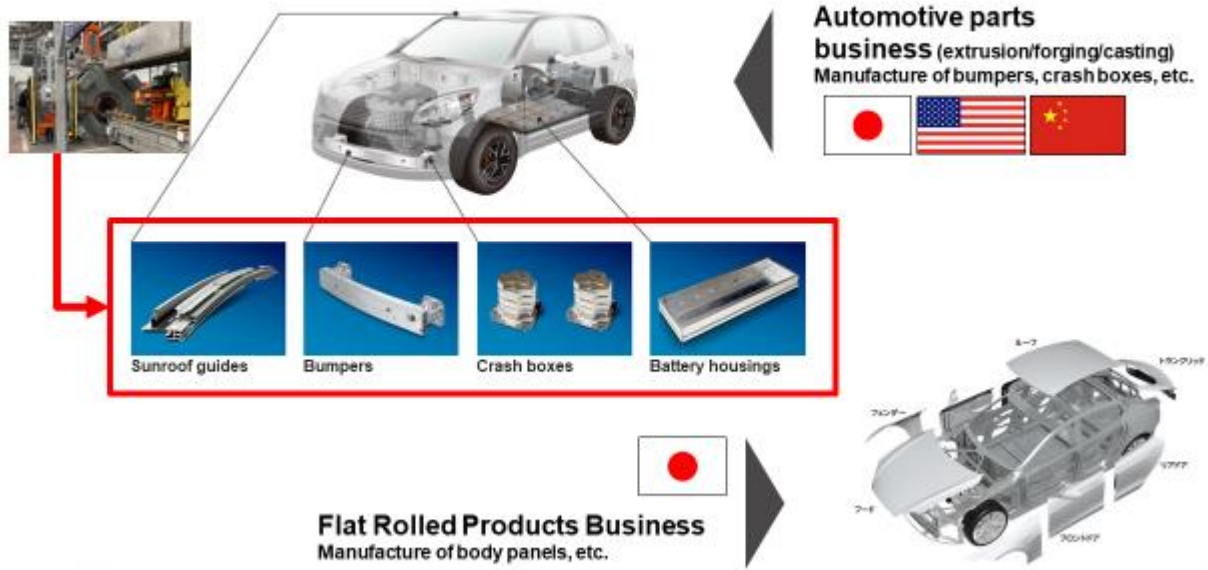 Automotive parts
business (extrusion/forging/casting)
Manufacture of bumpers, crash boxes, etc.
Sunroof guides
Bumpers
Crash boxes
Battery housings
ルーフ
トランクリッド
フェンダー
リアドア
フード
フロントドア
Flat Rolled Products Business
Manufacture of body panels, etc.